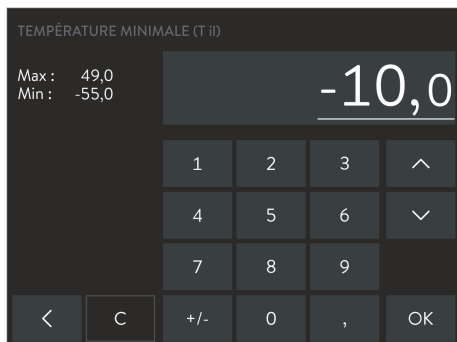 TEMPÉRATURE MINIMALE (T il)
Max : 49,0
Min : -55,0
-10,0
1 2 3
4 5 6
7 8 9
C +/- 0 , OK